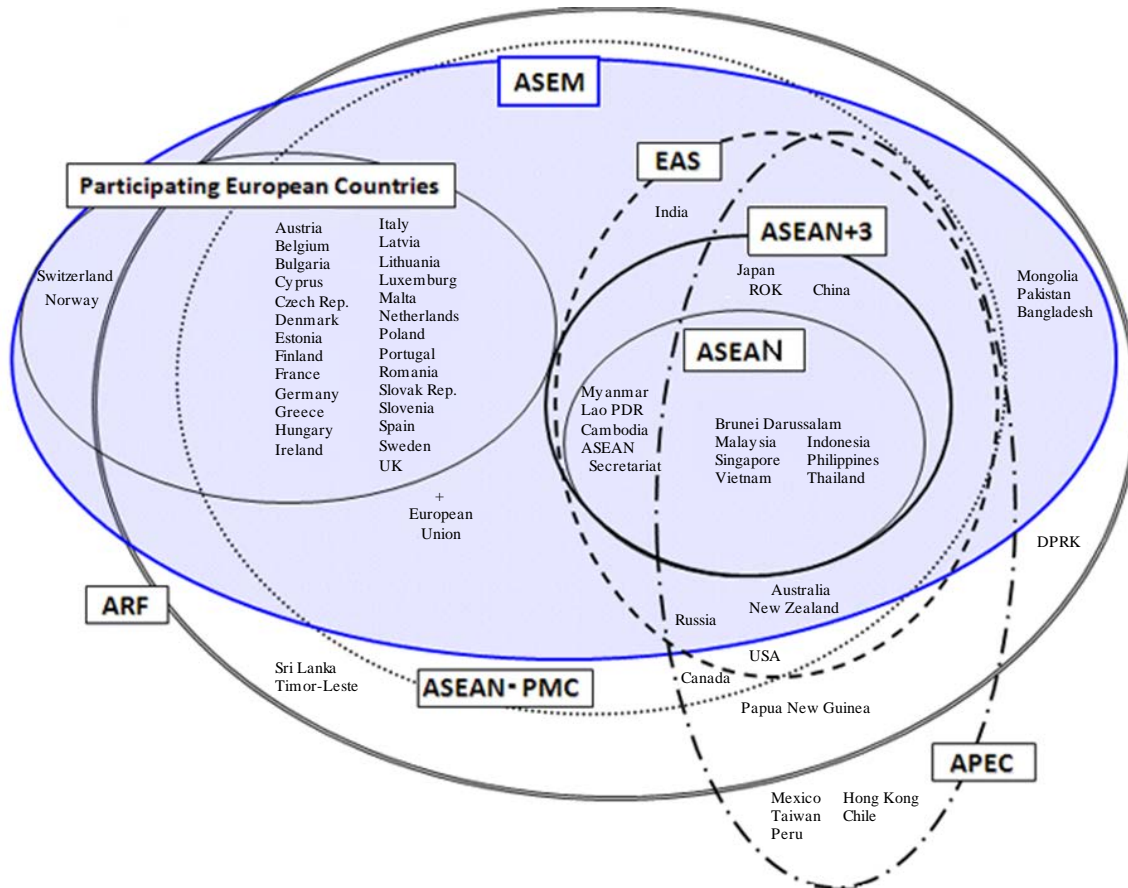 ASEM
EAS
Participating European Countries
India
ASEAN+3
Austria
Belgium
Bulgaria
Cyprus
Czech Rep.
Denmark
Estonia
Finland
France
Germany
Greece
Hungary
Ireland
Italy
Latvia
Lithuania
Luxemburg
Malta
Netherlands
Poland
Portugal
Romania
Slovak Rep.
Slovenia
Spain
Sweden
UK
+
European
Union
Switzerland
Norway
Japan
ROK China
Mongolia
Pakistan
Bangladesh
ASEAN
Myanmar
Lao PDR
Cambodia
ASEAN
Secretariat
Brunei Darussalam
Malaysia Indonesia
Singapore Philippines
Vietnam Thailand
DPRK
ARF
Australia
New Zealand
Russia
USA
Sri Lanka
Timor-Leste
ASEAN-PMC
Canada
Papua New Guinea
APEC
Mexico Hong Kong
Taiwan Chile
Peru